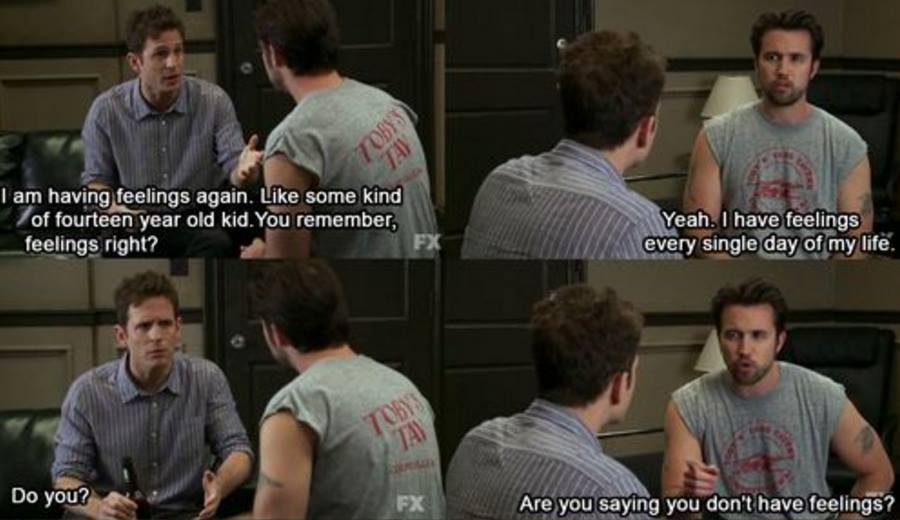 I am having feelings again. Like some kind
of fourteen year old kid.You remember,
feelings right?
TOBY'S
TAV
FX
Yeah. I have feelings
every single day of my life.
Do you?
TOBY'S
TAV
FX
Are you saying you don't have feelings?